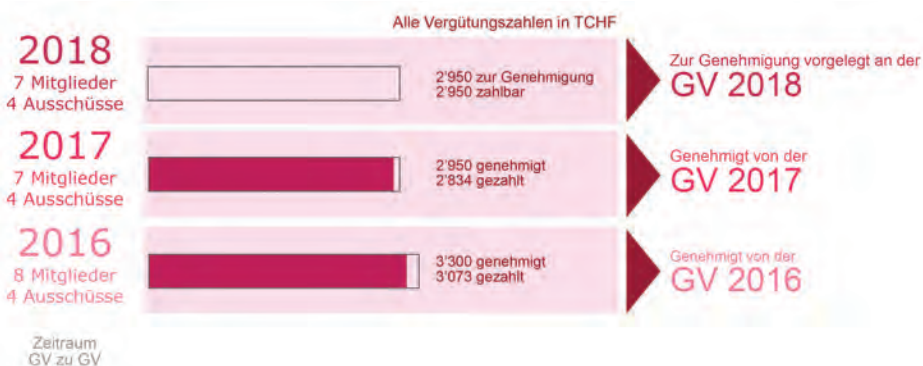 Alle Vergütungszahlen in TCHF
2018
7 Mitglieder
4 Ausschüsse
2'950 zur Genehmigung
2'950 zahlbar
Zur Genehmigung vorgelegt an der
GV 2018
2017
7 Mitglieder
4 Ausschüsse
2'950 genehmigt
2'834 gezahlt
Genehmigt von der
GV 2017
2016
8 Mitglieder
4 Ausschüsse
3'300 genehmigt
3'073 gezahlt
Genehmigt von der
GV 2016
Zeitraum
GV zu GV